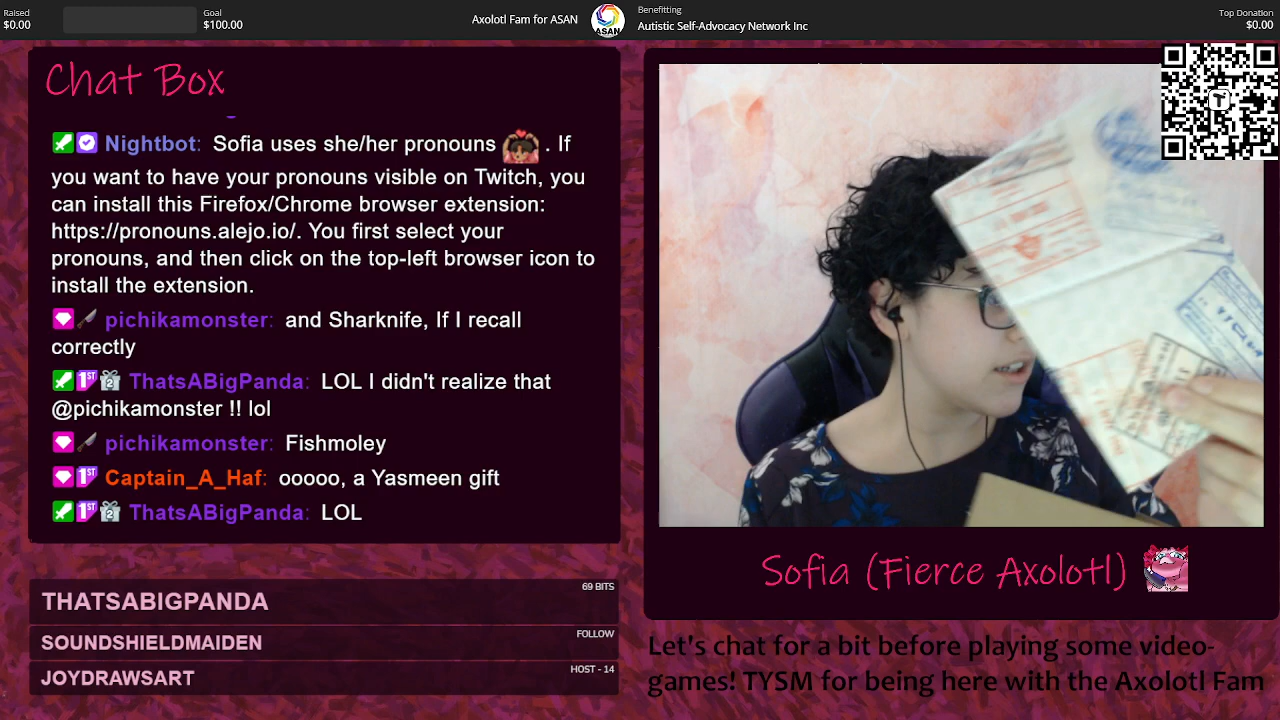 Raised
$0.00
Goal
$100.00
Axolotl Fam for ASAN
ASAN
Benefitting
Autistic Self-Advocacy Network Inc
Top Donation
$0.00
Chat Box
Nightbot: Sofia uses she/her pronouns . If
you want to have your pronouns visible on Twitch, you
can install this Firefox/Chrome browser extension:
https://pronouns.alejo.io/. You first select your
pronouns, and then click on the top-left browser icon to
install the extension.
pichikamonster: and Sharknife, If I recall
correctly
1ST 2 ThatsABigPanda: LOL I didn't realize that
@pichikamonster !! lol
pichikamonster: Fishmoley
1ST Captain_A_Haf: ooooo, a Yasmeen gift
1ST 2 ThatsABigPanda: LOL
THATSABIGPANDA
69 BITS
SOUNDSHIELDMAIDEN
FOLLOW
JOYDRAWSART
HOST - 14
T
Sofia (Fierce Axolotl)
Let's chat for a bit before playing some video-
games! TYSM for being here with the Axolotl Fam